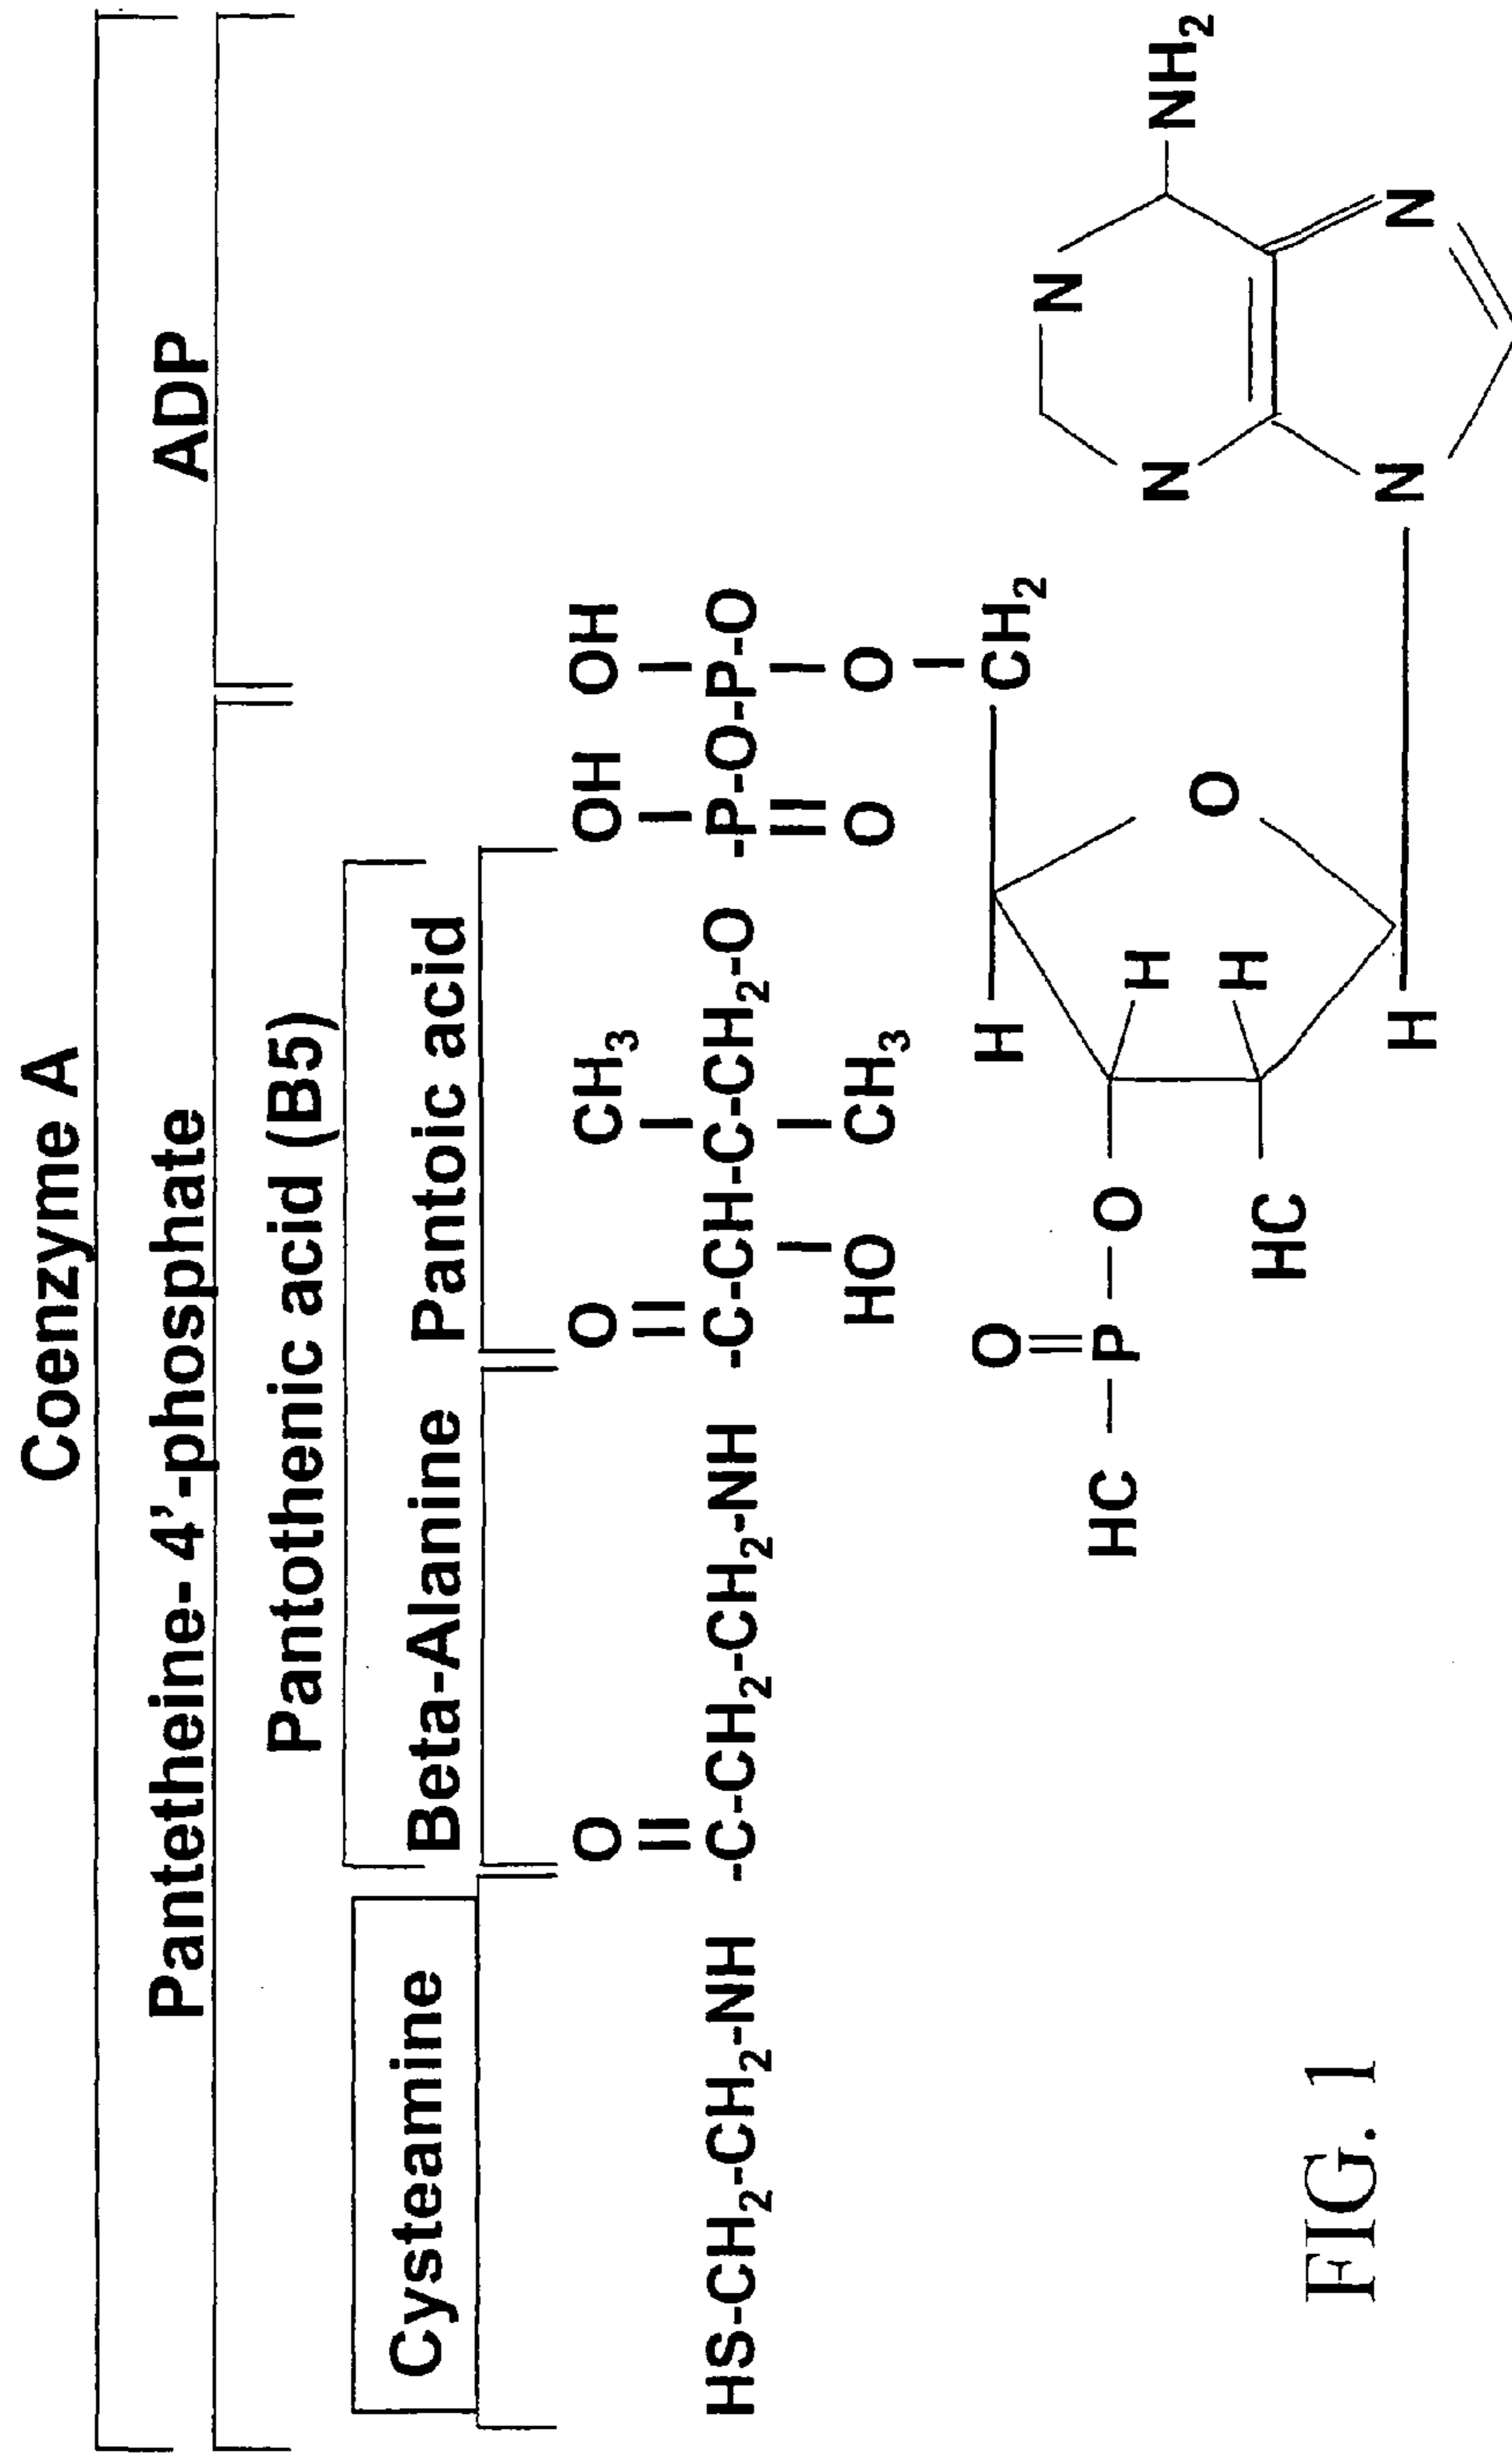 Coenzyme A
Pantetheine- 4’-phosphate
ADP
Pantothenic acid (B5)
Cysteamine
Beta-Alanine
Pantoic acid
O
O
CH3
OH
OH
HS-CH2-CH2-NH
-C-CH2-CH2-NH
-C-CH-C-CH2-O
-P-O-P-O
HO
CH3
O
O
O
H
CH2
N
NH2
HC
P
O
H
N
HC
H
O
H
N
N
FIG. 1